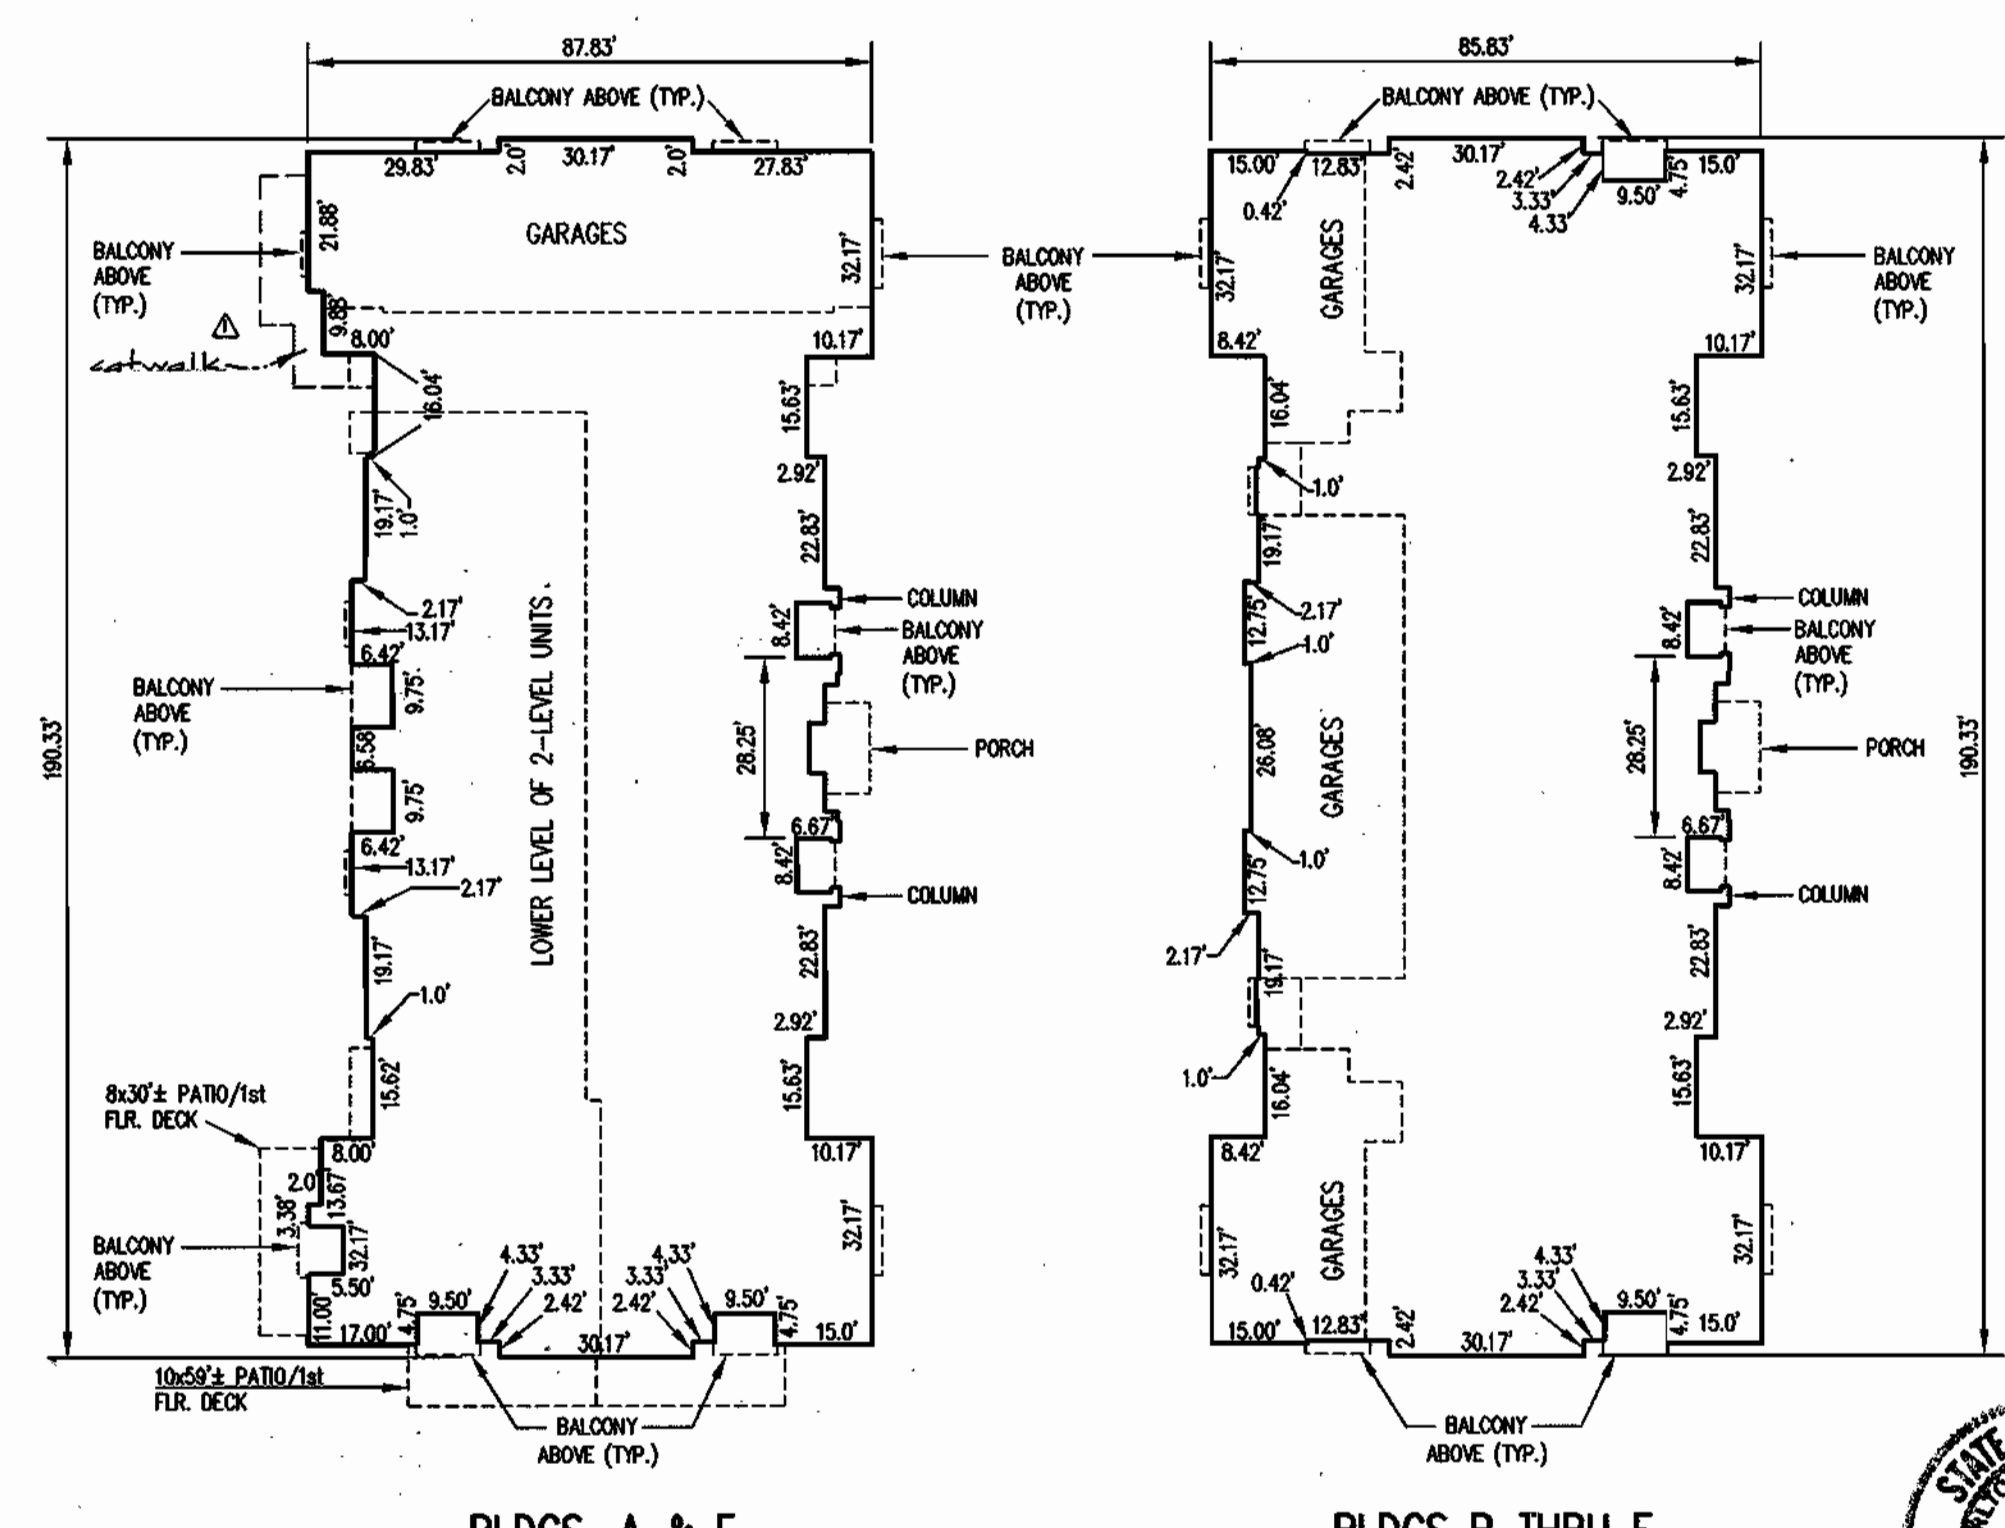 87.83'
BALCONY ABOVE (TYP.)
29.83'
2.0'
30.17'
2.0'
27.83'
GARAGES
21.88'
32.17'
BALCONY
ABOVE
(TYP.)
catwalk
1
8.00'
10.17'
16.04'
15.63'
2.92'
19.17'
1.0'
22.83'
2.17'
13.17'
6.42'
9.75'
6.58'
9.75'
6.42'
13.17'
2.17'
19.17'
1.0'
15.62'
8.00'
2.0'
13.67'
3.38'
32.17'
5.50'
11.00'
17.00'
190.33'
BALCONY
ABOVE
(TYP.)
LOWER LEVEL OF 2-LEVEL UNITS.
COLUMN
8.42'
BALCONY
ABOVE
(TYP.)
28.25'
PORCH
6.67'
8.42'
COLUMN
22.83'
2.92'
15.63'
10.17'
32.17'
8x30'± PATIO/1st
FLR. DECK
BALCONY
ABOVE
(TYP.)
4.75'
9.50'
4.33'
3.33'
2.42'
30.17'
4.33'
3.33'
2.42'
9.50'
4.75'
15.0'
10x59'± PATIO/1st
FLR. DECK
BALCONY
ABOVE (TYP.)
BALCONY
ABOVE
(TYP.)
85.83'
BALCONY ABOVE (TYP.)
15.00'
12.83'
0.42'
2.42'
30.17'
2.42'
3.33'
4.33'
9.50'
4.75'
15.0'
32.17'
GARAGES
32.17'
BALCONY
ABOVE
(TYP.)
8.42'
10.17'
16.04'
15.63'
1.0'
2.92'
19.17'
22.83'
2.17'
12.75'
1.0'
26.08'
GARAGES
1.0'
12.75'
2.17'
19.17'
1.0'
16.04'
8.42'
COLUMN
8.42'
BALCONY
ABOVE
(TYP.)
28.25'
PORCH
6.67'
8.42'
COLUMN
22.83'
2.92'
15.63'
10.17'
190.33'
32.17'
GARAGES
32.17'
0.42'
15.00'
12.83'
2.42'
30.17'
4.33'
3.33'
2.42'
9.50'
4.75'
15.0'
BALCONY
ABOVE (TYP.)
BLDGS. A & F
BLDGS B THRU E
STATE